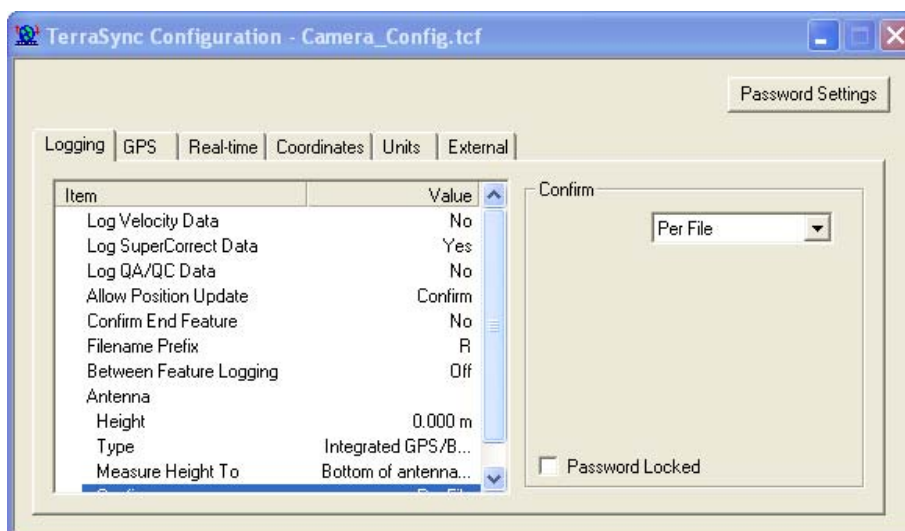 TerraSync Configuration - Camera_Config.tcf
Password Settings
Logging GPS Real-time Coordinates Units External
Item Value
Log Velocity Data No
Log SuperCorrect Data Yes
Log QA/QC Data No
Allow Position Update Confirm
Confirm End Feature No
Filename Prefix R
Between Feature Logging Off
Antenna
Height 0.000 m
Type Integrated GPS/B...
Measure Height To Bottom of antenna...
Confirm Per File
Confirm
Per File
Password Locked